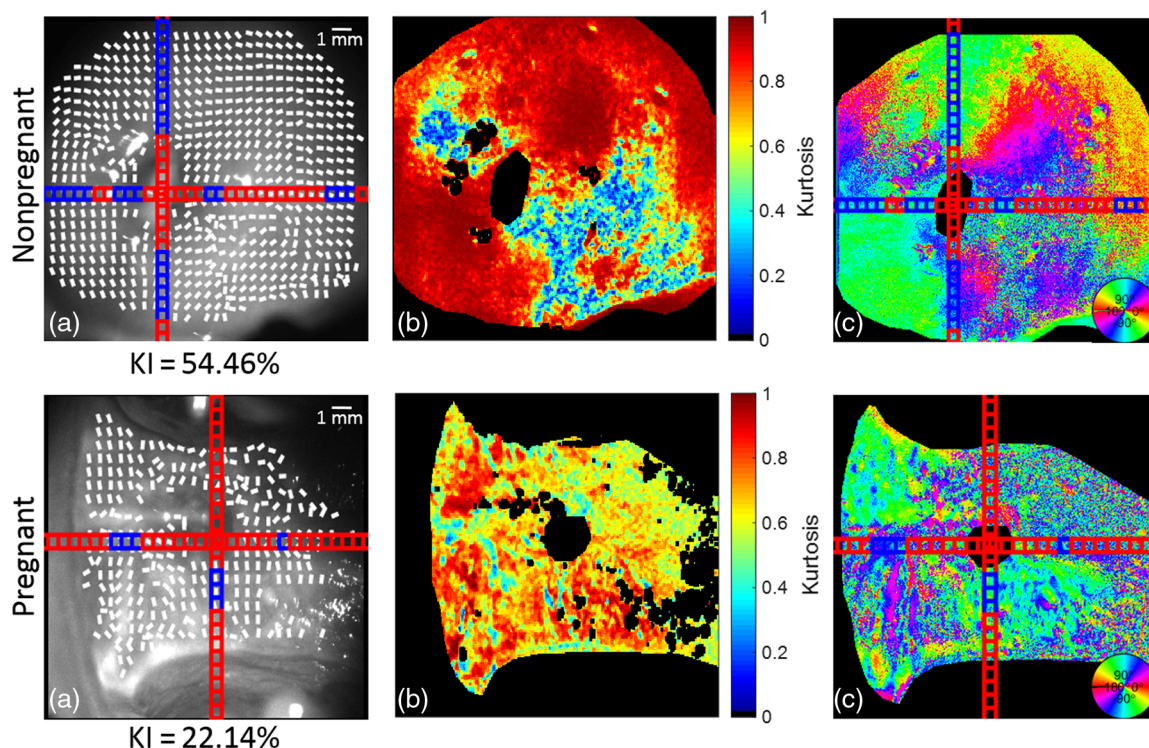 Nonpregnant
1 mm
(a)
KI = 54.46%
(b)
1
0.8
0.6
0.4
0.2
0
Kurtosis
(c)
90°
180°0°
-90°
Pregnant
1 mm
(a)
KI = 22.14%
(b)
1
0.8
0.6
0.4
0.2
0
Kurtosis
(c)
90°
180°0°
-90°